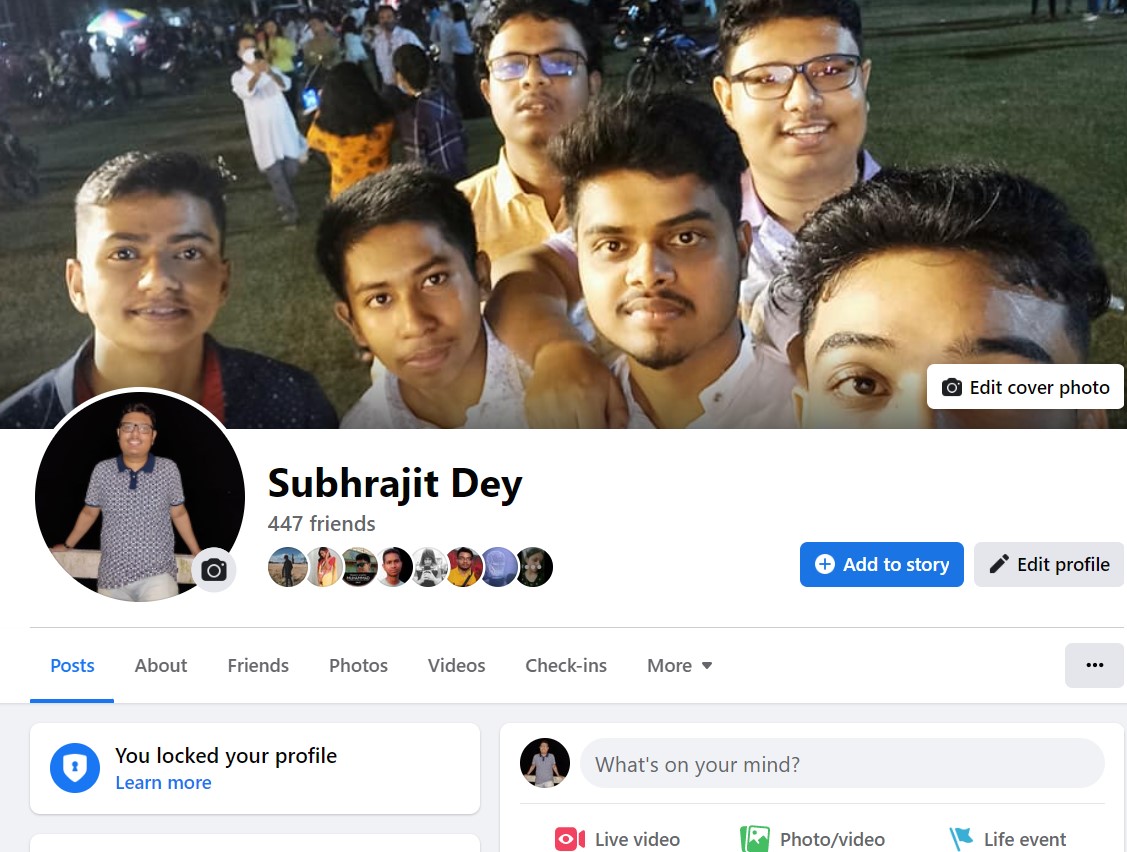 Edit cover photo
Subhrajit Dey
447 friends
Add to story
Edit profile
Posts
About
Friends
Photos
Videos
Check-ins
More
You locked your profile
Learn more
What's on your mind?
Live video
Photo/video
Life event